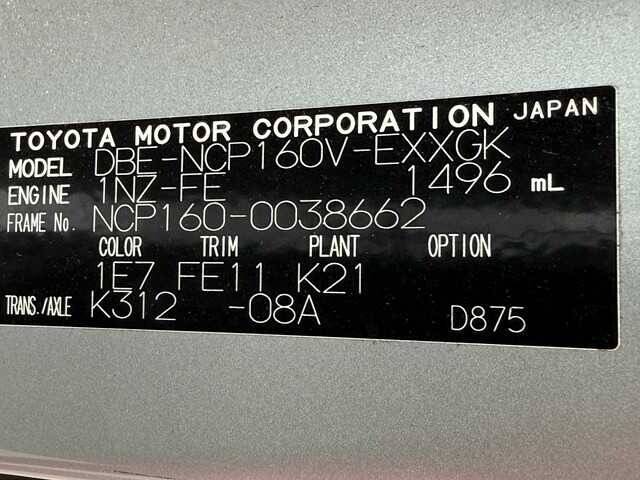 TOYOTA MOTOR CORPORATION JAPAN
MODEL DBE-NCP160V-EXXGK
ENGINE 1NZ-FE 1496 mL
FRAME No. NCP160-0038662
COLOR TRIM PLANT OPTION
1E7 FE11 K21
TRANS./AXLE K312 -08A D875